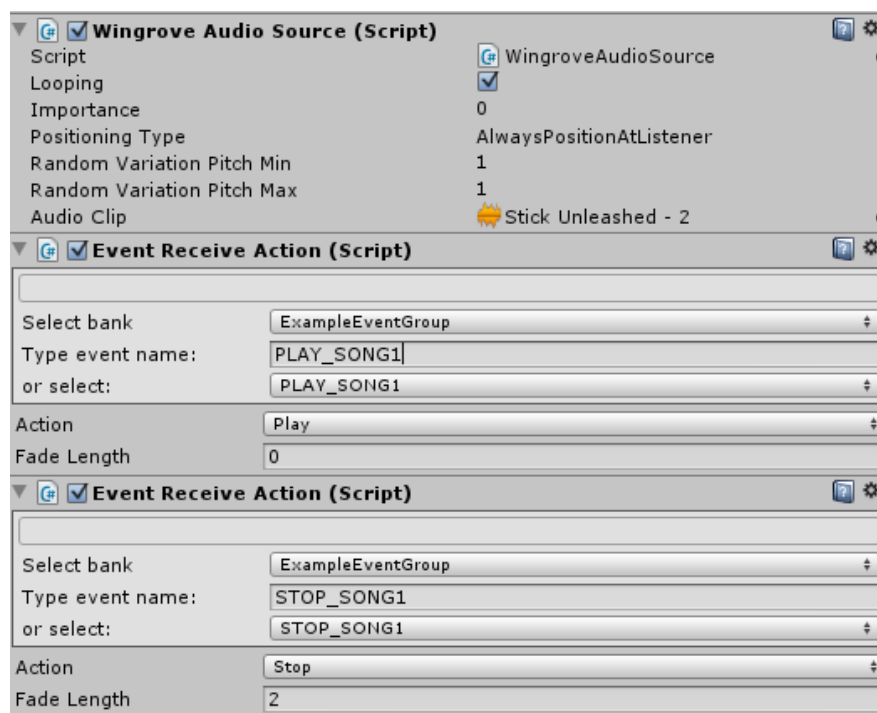 Wingrove Audio Source (Script)
Script WingroveAudioSource
Looping
Importance 0
Positioning Type AlwaysPositionAtListener
Random Variation Pitch Min 1
Random Variation Pitch Max 1
Audio Clip Stick Unleashed - 2
Event Receive Action (Script)
Select bank ExampleEventGroup
Type event name: PLAY_SONG1
or select: PLAY_SONG1
Action Play
Fade Length 0
Event Receive Action (Script)
Select bank ExampleEventGroup
Type event name: STOP_SONG1
or select: STOP_SONG1
Action Stop
Fade Length 2